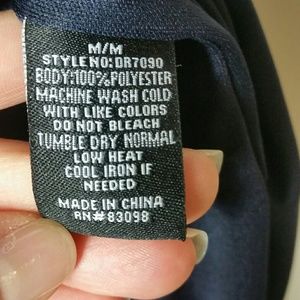 M/M
STYLE NO:DR7090
BODY:100%POLYESTER
MACHINE WASH COLD
WITH LIKE COLORS
DO NOT BLEACH
TUMBLE DRY NORMAL
LOW HEAT
COOL IRON IF
NEEDED
MADE IN CHINA
RN#83098